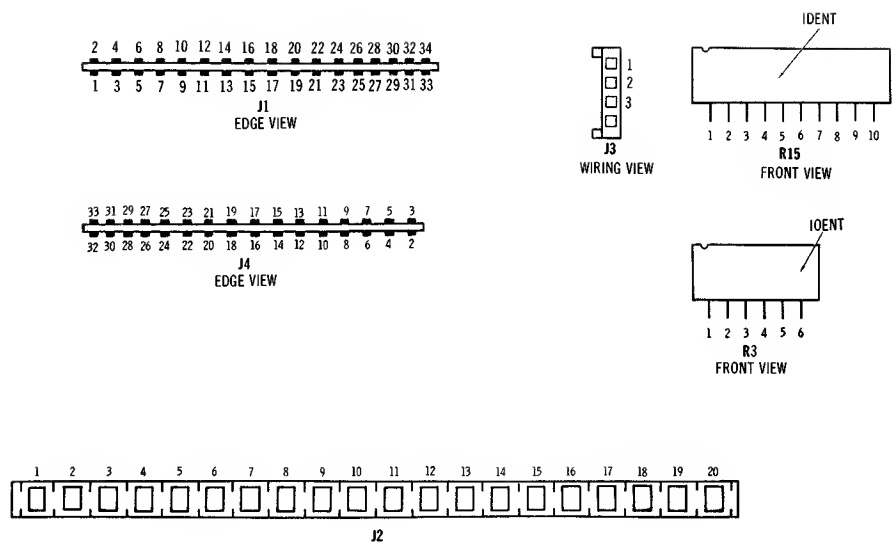 2 4 6 8 10 12 14 16 18 20 22 24 26 28 30 32 34
1 3 5 7 9 11 13 15 17 19 21 23 25 27 29 31 33
J1
EDGE VIEW
33 31 29 27 25 23 21 19 17 15 13 11 9 7 5 3
32 30 28 26 24 22 20 18 16 14 12 10 8 6 4 2
J4
EDGE VIEW
1
2
3
J3
WIRING VIEW
IDENT
1 2 3 4 5 6 7 8 9 10
R15
FRONT VIEW
IOENT
1 2 3 4 5 6
R3
FRONT VIEW
1 2 3 4 5 6 7 8 9 10 11 12 13 14 15 16 17 18 19 20
J2